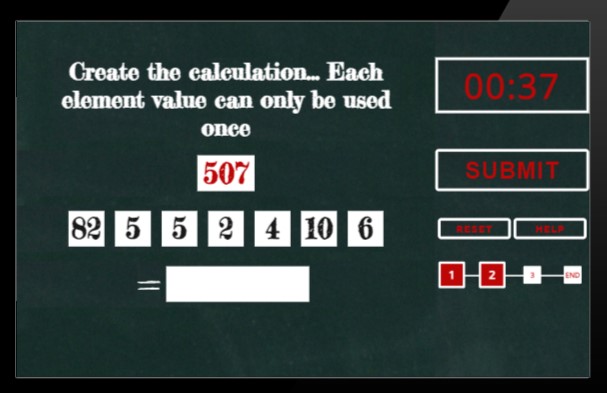 Create the calculation... Each
element value can only be used
once
507
82 5 5 2 4 10 6
=
00:37
SUBMIT
RESET HELP
1 2 3 END